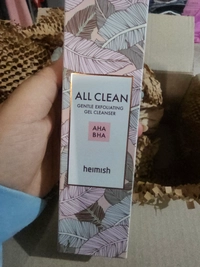 ALL CLEAN
GENTLE EXFOLIATING
GEL CLEANSER
AHA
BHA
heimish